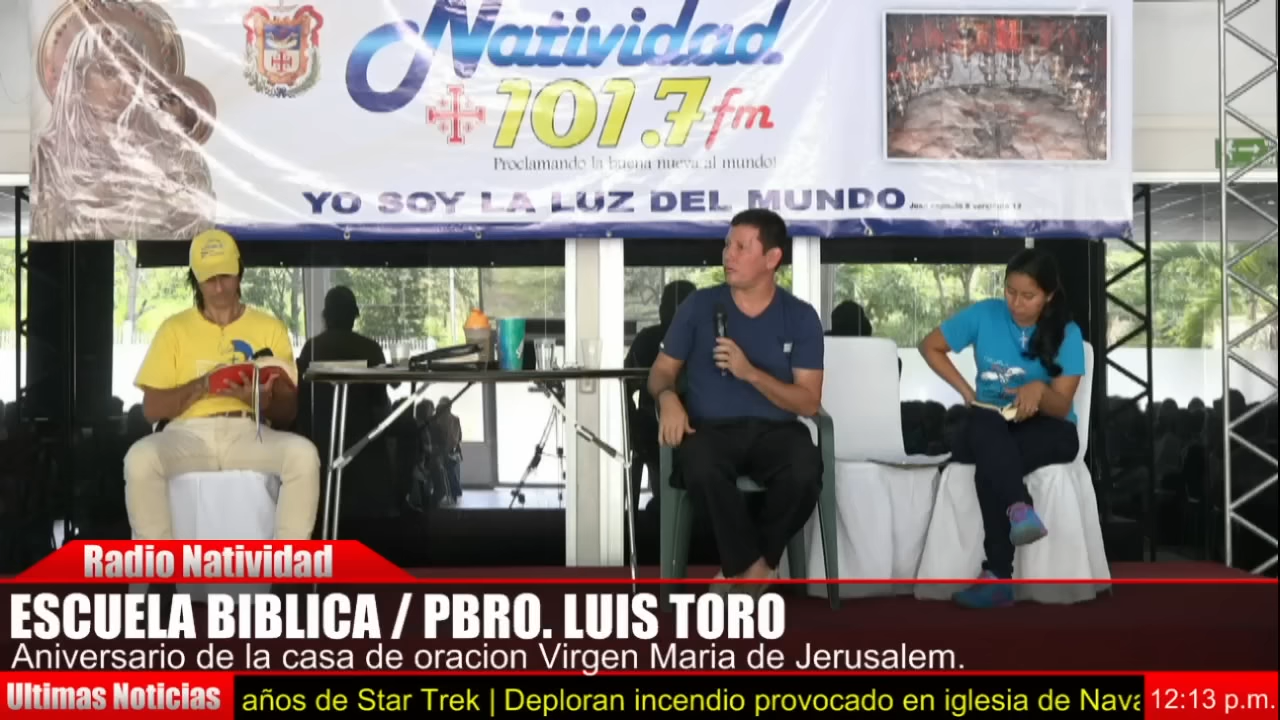 Natividad
101.7 fm
Proclamando la buena nueva al mundo!
YO SOY LA LUZ DEL MUNDO
Radio Natividad
ESCUELA BIBLICA / PBRO. LUIS TORO
Aniversario de la casa de oracion Virgen Maria de Jerusalem.
Ultimas Noticias
años de Star Trek | Deploran incendio provocado en iglesia de Nava
12:13 p.m.